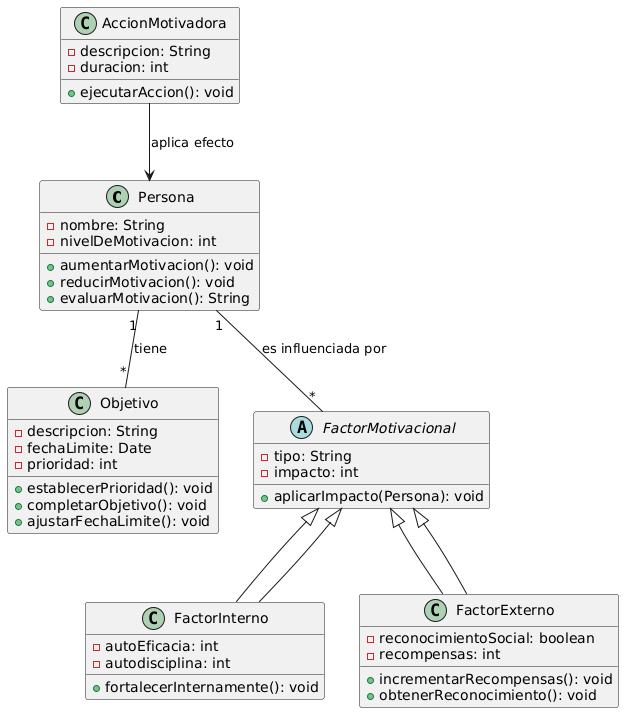 C AccionMotivadora
descripcion: String
duracion: int
ejecutarAccion(): void
aplica efecto
C Persona
nombre: String
nivelDeMotivacion: int
aumentarMotivacion(): void
reducirMotivacion(): void
evaluarMotivacion(): String
1
1
tiene
es influenciada por
*
*
C Objetivo
descripcion: String
fechaLimite: Date
prioridad: int
establecerPrioridad(): void
completarObjetivo(): void
ajustarFechaLimite(): void
A FactorMotivacional
tipo: String
impacto: int
aplicarImpacto(Persona): void
C FactorInterno
autoEficacia: int
autodisciplina: int
fortalecerInternamente(): void
C FactorExterno
reconocimientoSocial: boolean
recompensas: int
incrementarRecompensas(): void
obtenerReconocimiento(): void